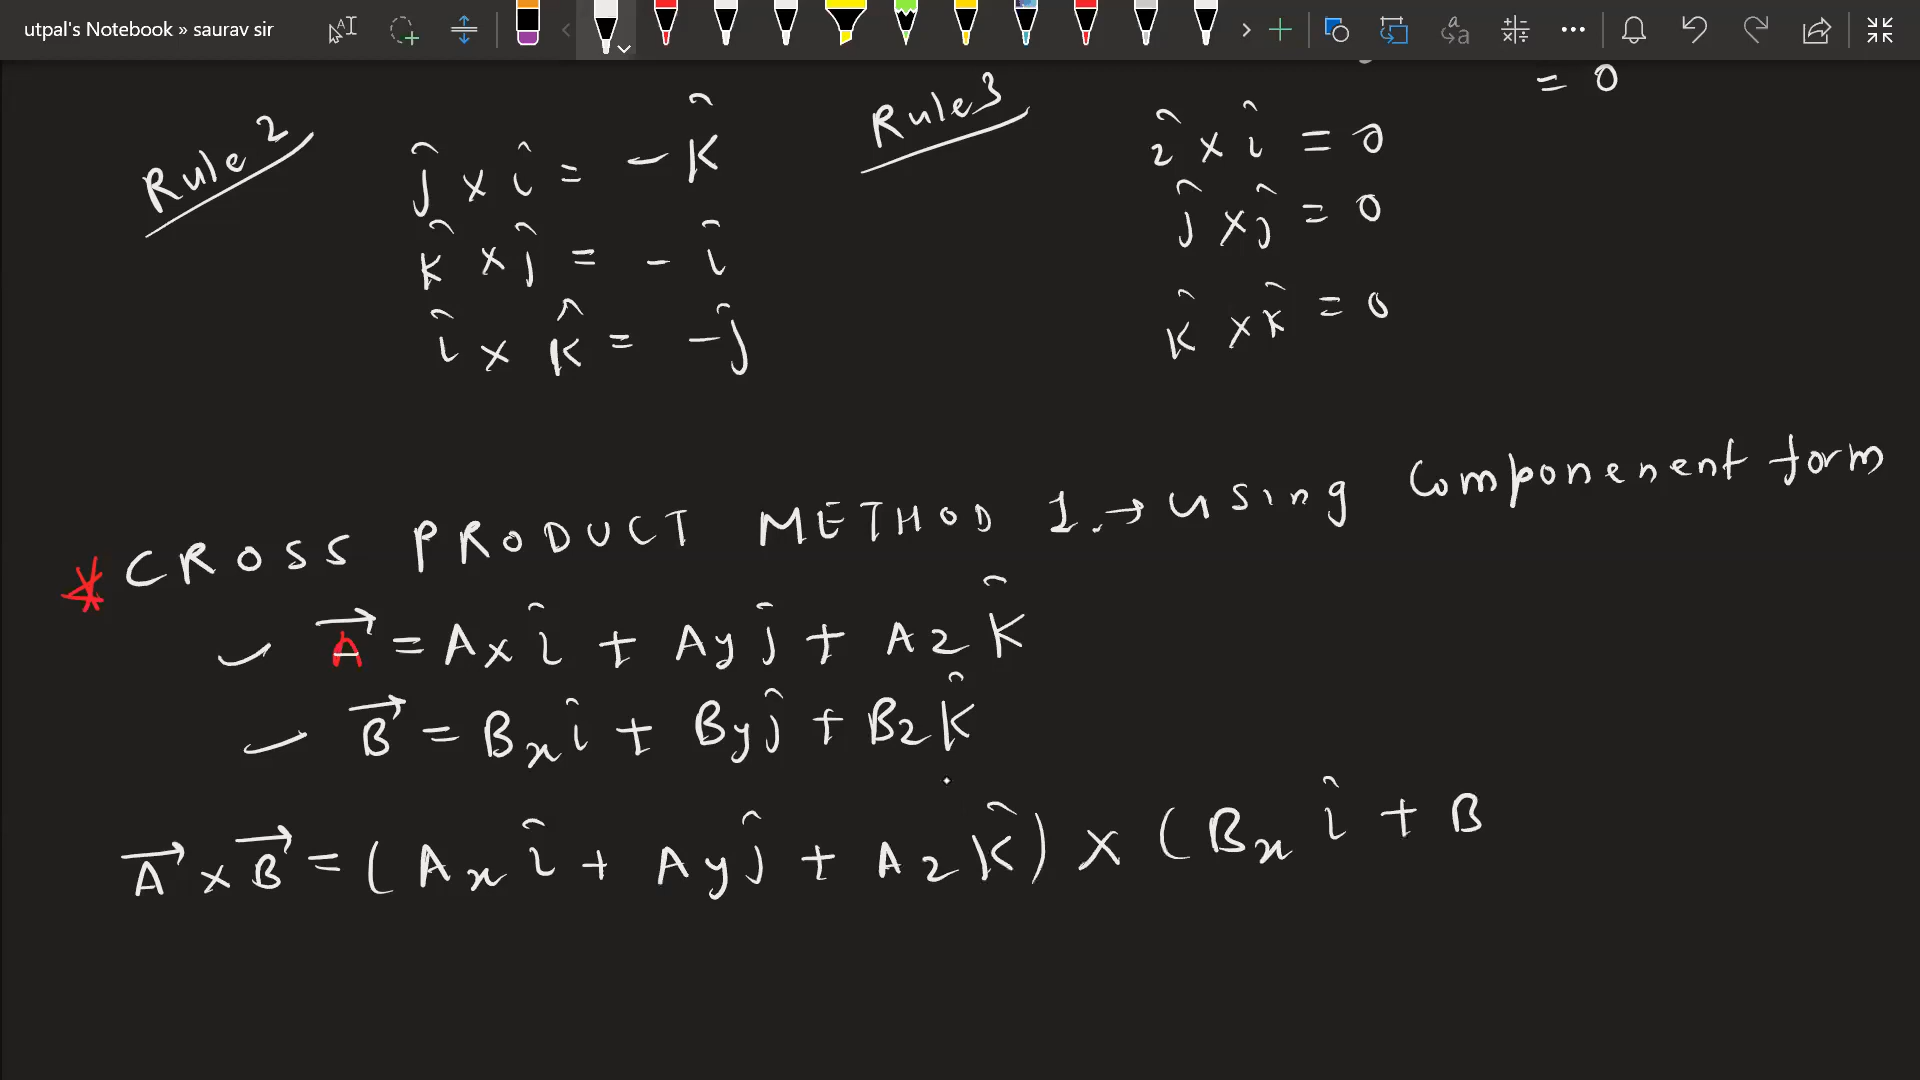 utpal's Notebook » saurav sir
= 0
Rule 2
ĵ × î = - k̂
k̂ × ĵ = - î
î × k̂ = - ĵ
Rule 3
î × î = 0
ĵ × ĵ = 0
k̂ × k̂ = 0
* CROSS PRODUCT METHOD 1. → using Componenent form
✓ A⃗ = Ax î + Ay ĵ + Az k̂
✓ B⃗ = Bx î + By ĵ + Bz k̂
A⃗ × B⃗ = (Ax î + Ay ĵ + Az k̂) × (Bx î + B